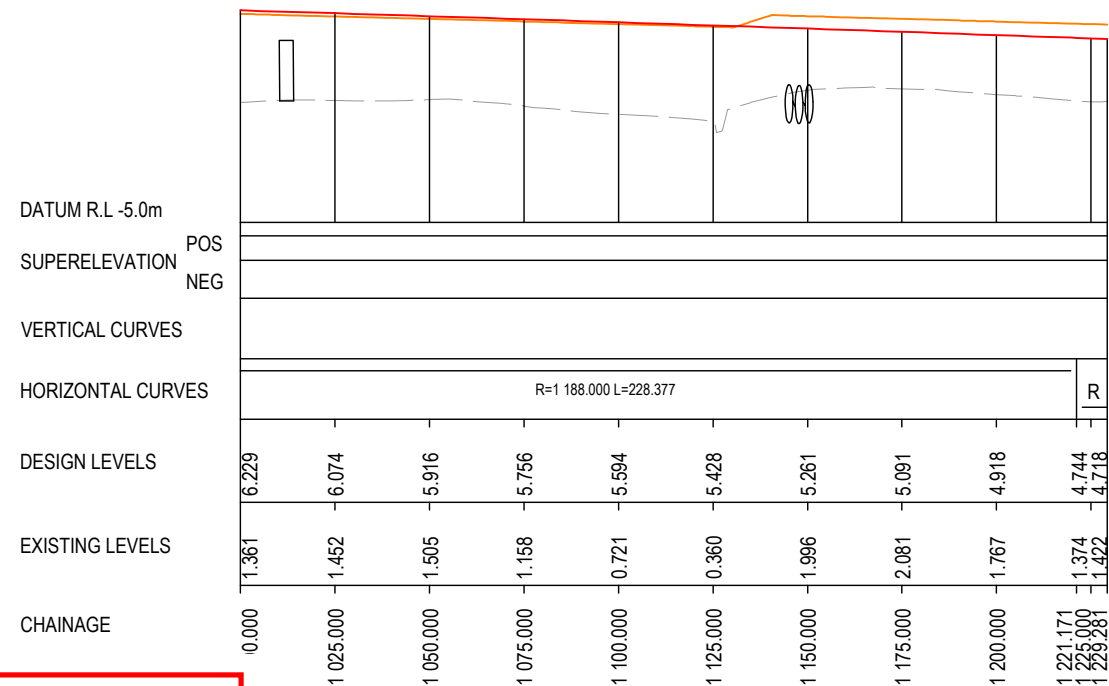 DATUM R.L -5.0m
POS
SUPERELEVATION
NEG
VERTICAL CURVES
HORIZONTAL CURVES R=1 188.000 L=228.377 R
DESIGN LEVELS 6.229 6.074 5.916 5.756 5.594 5.428 5.261 5.091 4.918 4.744 4.718
EXISTING LEVELS 1.361 1.452 1.505 1.158 0.721 0.360 1.996 2.081 1.767 1.374 1.422
CHAINAGE 0.000 1 025.000 1 050.000 1 075.000 1 100.000 1 125.000 1 150.000 1 175.000 1 200.000 1 221.171 1 225.000 1 229.281